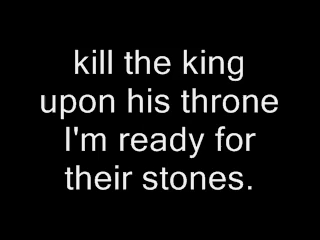 kill the king
upon his throne
I'm ready for
their stones.